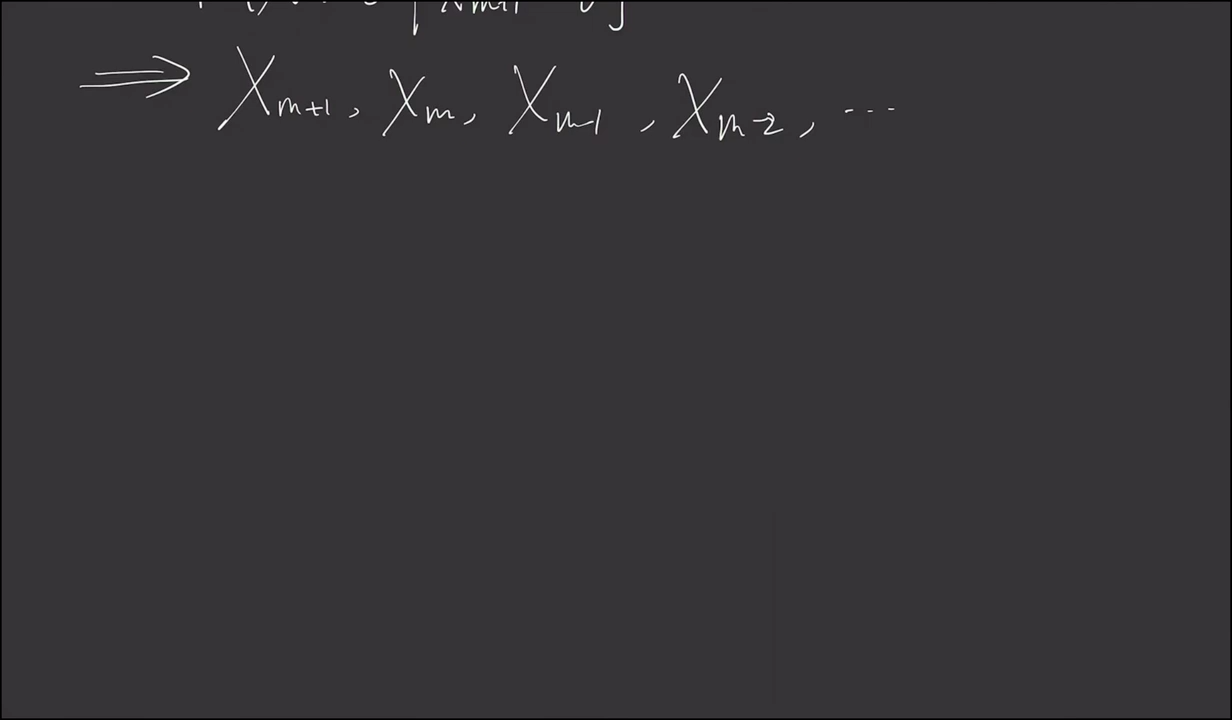 ⟹ X_{m+1}, X_m, X_{m-1}, X_{m-2}, ...